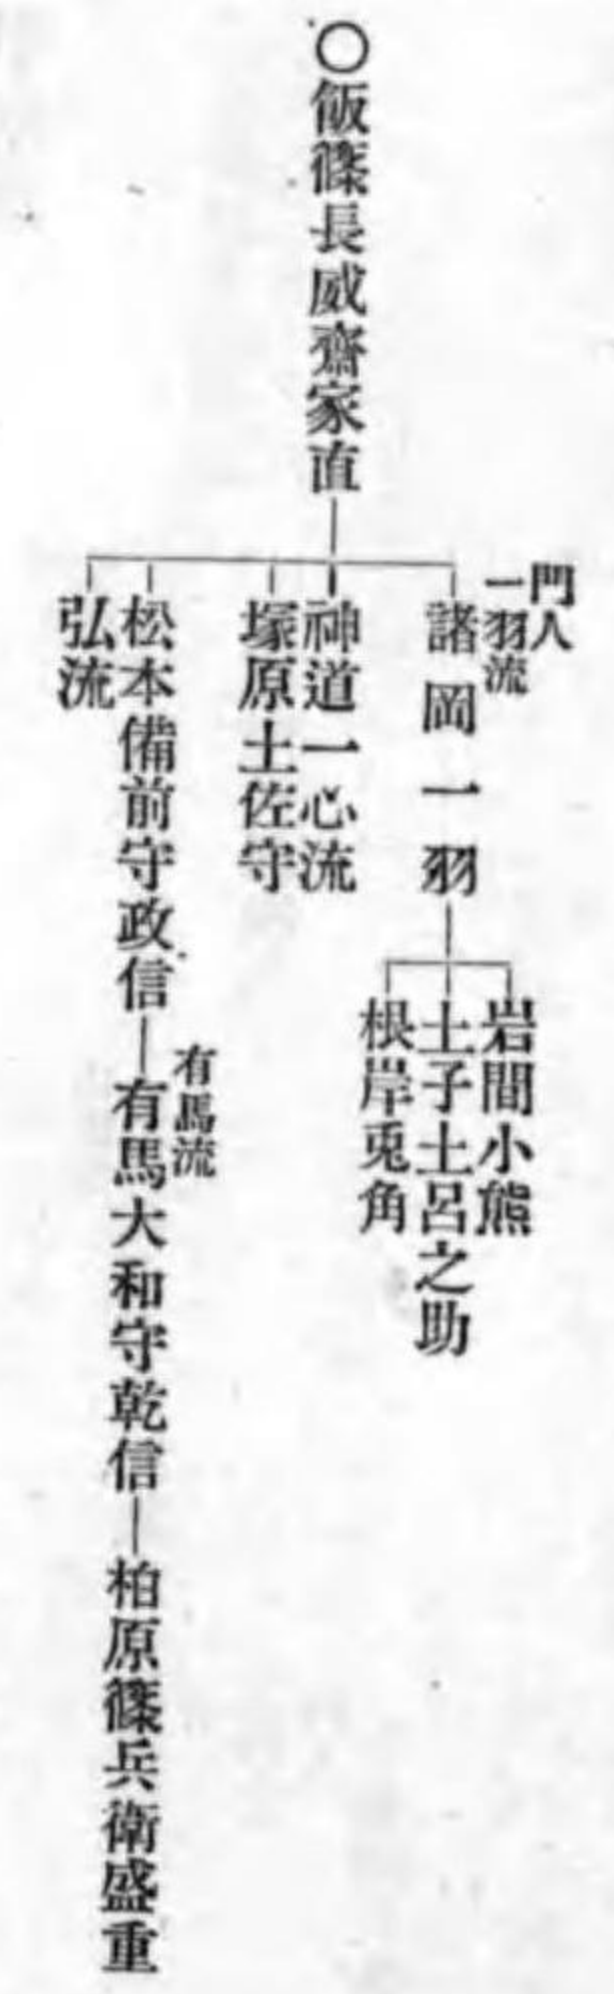 〇飯篠長威齋家直
門人
一羽流
諸岡一羽
岩間小熊
土子土呂之助
根岸兎角
神道一心流
塚原土佐守
松本備前守政信
有馬流
有馬大和守乾信
柏原篠兵衛盛重
弘流